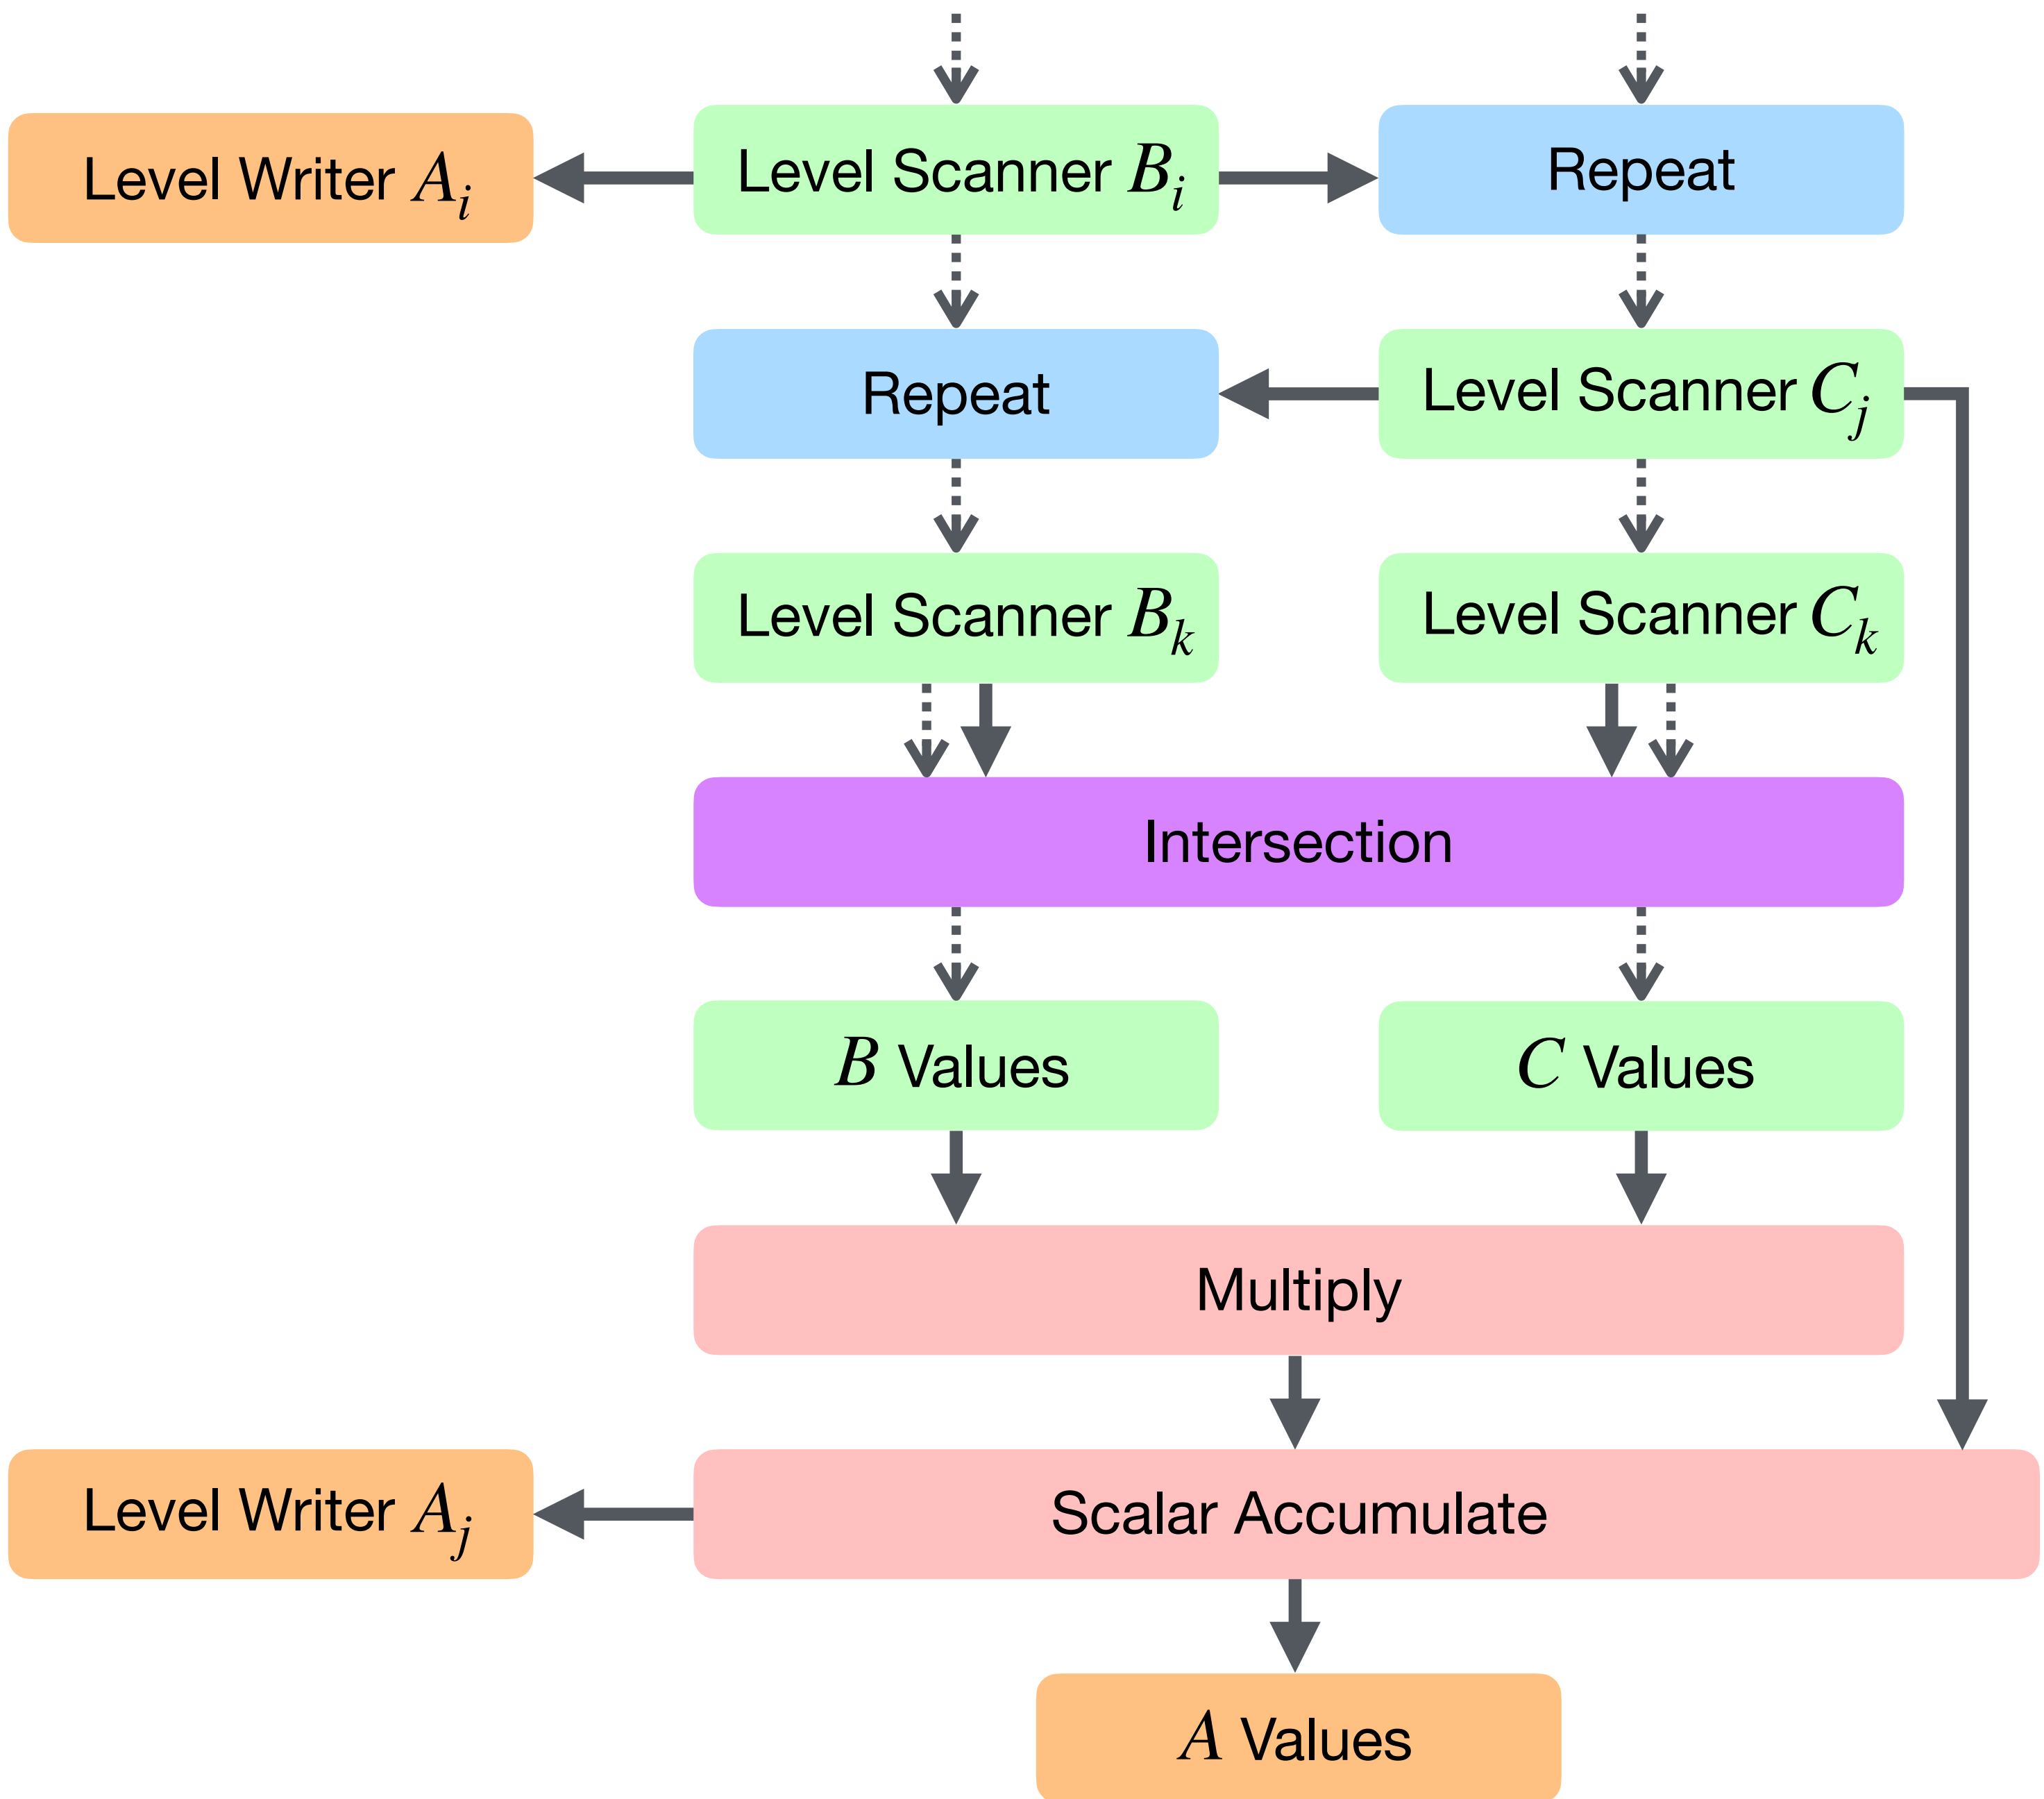 Level Writer A_i
Level Scanner B_i
Repeat
Repeat
Level Scanner C_j
Level Scanner B_k
Level Scanner C_k
Intersection
B Values
C Values
Multiply
Level Writer A_j
Scalar Accumulate
A Values